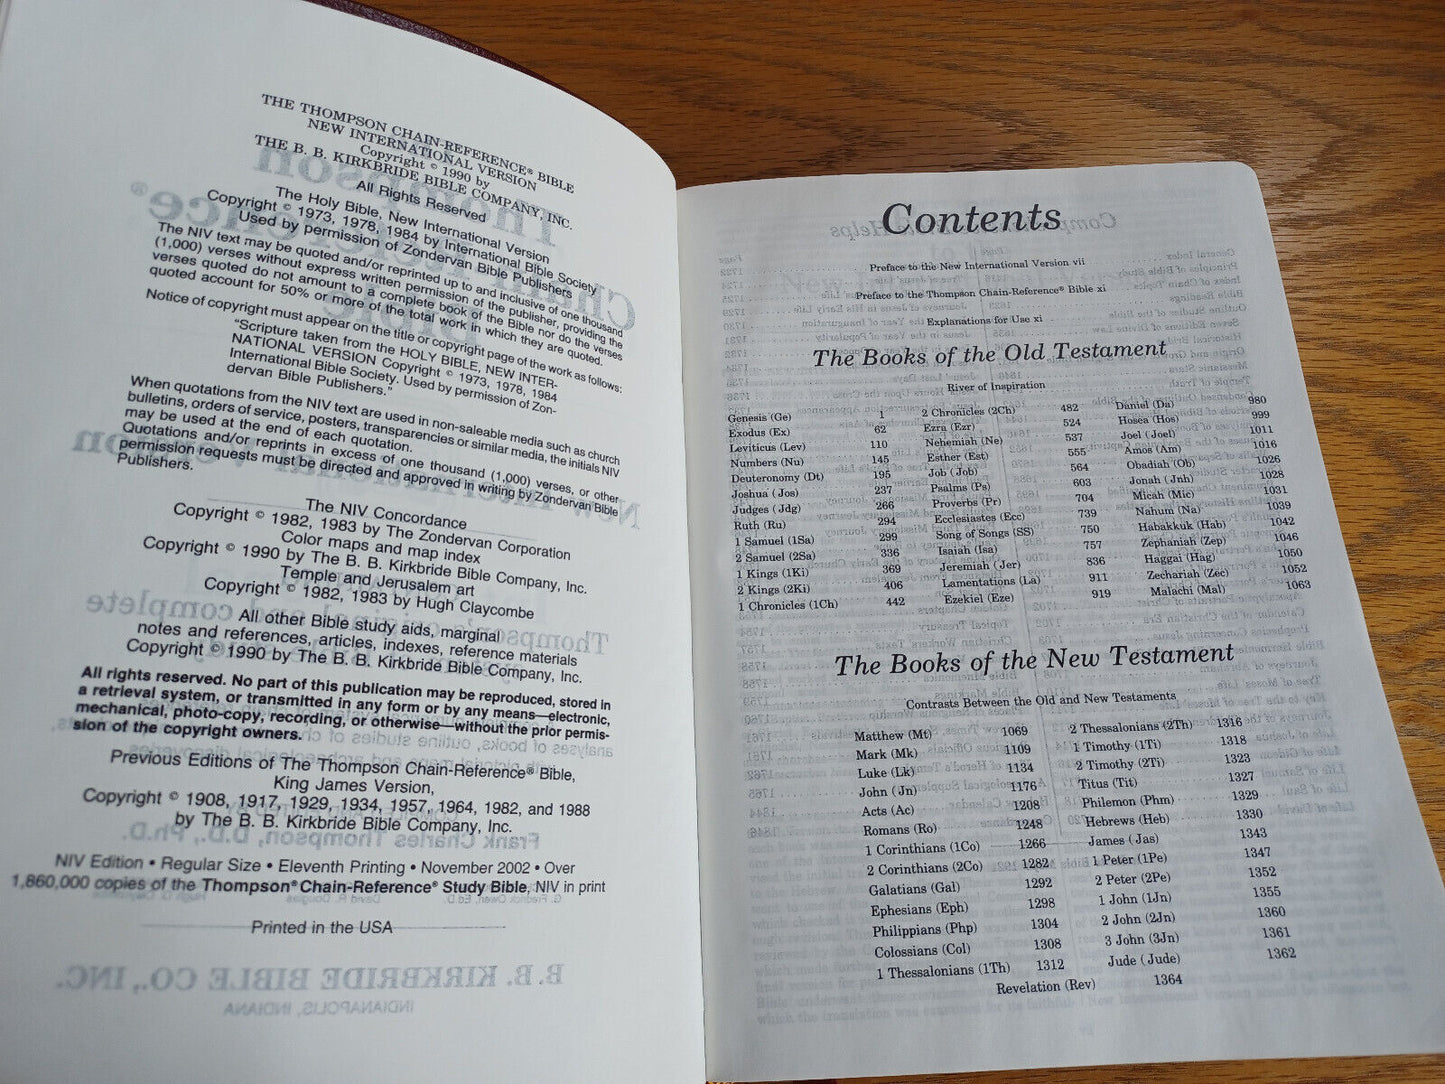 THE THOMPSON CHAIN-REFERENCE® BIBLE
NEW INTERNATIONAL VERSION
Copyright © 1990 by
THE B. B. KIRKBRIDE BIBLE COMPANY, INC.
All Rights Reserved
The Holy Bible, New International Version
Copyright © 1973, 1978, 1984 by International Bible Society
Used by permission of Zondervan Bible Publishers
The NIV text may be quoted and/or reprinted up to and inclusive of one thousand
(1,000) verses without express written permission of the publisher, providing the
verses quoted do not amount to a complete book of the Bible nor do the verses
quoted account for 50% or more of the total work in which they are quoted.
Notice of copyright must appear on the title or copyright page of the work as follows:
"Scripture taken from the HOLY BIBLE, NEW INTER-
NATIONAL VERSION Copyright © 1973, 1978, 1984
International Bible Society. Used by permission of Zon-
dervan Bible Publishers."
When quotations from the NIV text are used in non-saleable media such as church
bulletins, orders of service, posters, transparencies or similar media, the initials NIV
may be used at the end of each quotation.
Quotations and/or reprints in excess of one thousand (1,000) verses, or other
permission requests must be directed and approved in writing by Zondervan Bible
Publishers.
The NIV Concordance
Copyright © 1982, 1983 by The Zondervan Corporation
Color maps and map index
Copyright © 1990 by The B. B. Kirkbride Bible Company, Inc.
Temple and Jerusalem art
Copyright © 1982, 1983 by Hugh Claycombe
All other Bible study aids, marginal
notes and references, articles, indexes, reference materials
Copyright © 1990 by The B. B. Kirkbride Bible Company, Inc.
All rights reserved. No part of this publication may be reproduced, stored in
a retrieval system, or transmitted in any form or by any means—electronic,
mechanical, photo-copy, recording, or otherwise—without the prior permis-
sion of the copyright owners.
Previous Editions of The Thompson Chain-Reference® Bible,
King James Version,
Copyright © 1908, 1917, 1929, 1934, 1957, 1964, 1982, and 1988
by The B. B. Kirkbride Bible Company, Inc.
NIV Edition • Regular Size • Eleventh Printing • November 2002 • Over
1,860,000 copies of the Thompson® Chain-Reference® Study Bible, NIV in print
Printed in the USA
Contents
Preface to the New International Version vii
Preface to the Thompson Chain-Reference® Bible xi
Explanations for Use xi
The Books of the Old Testament
River of Inspiration
Genesis (Ge) 1
Exodus (Ex) 62
Leviticus (Lev) 110
Numbers (Nu) 145
Deuteronomy (Dt) 195
Joshua (Jos) 237
Judges (Jdg) 266
Ruth (Ru) 294
1 Samuel (1Sa) 299
2 Samuel (2Sa) 336
1 Kings (1Ki) 369
2 Kings (2Ki) 406
1 Chronicles (1Ch) 442
2 Chronicles (2Ch) 482
Ezra (Ezr) 524
Nehemiah (Ne) 537
Esther (Est) 555
Job (Job) 564
Psalms (Ps) 603
Proverbs (Pr) 704
Ecclesiastes (Ecc) 739
Song of Songs (SS) 750
Isaiah (Isa) 757
Jeremiah (Jer) 836
Lamentations (La) 911
Ezekiel (Eze) 919
Daniel (Da) 980
Hosea (Hos) 999
Joel (Joel) 1011
Amos (Am) 1016
Obadiah (Ob) 1026
Jonah (Jnh) 1028
Micah (Mic) 1031
Nahum (Na) 1039
Habakkuk (Hab) 1042
Zephaniah (Zep) 1046
Haggai (Hag) 1050
Zechariah (Zec) 1052
Malachi (Mal) 1063
The Books of the New Testament
Contrasts Between the Old and New Testaments
Matthew (Mt) 1069
Mark (Mk) 1109
Luke (Lk) 1134
John (Jn) 1176
Acts (Ac) 1208
Romans (Ro) 1248
1 Corinthians (1Co) 1266
2 Corinthians (2Co) 1282
Galatians (Gal) 1292
Ephesians (Eph) 1298
Philippians (Php) 1304
Colossians (Col) 1308
1 Thessalonians (1Th) 1312
2 Thessalonians (2Th) 1316
1 Timothy (1Ti) 1318
2 Timothy (2Ti) 1323
Titus (Tit) 1327
Philemon (Phm) 1329
Hebrews (Heb) 1330
James (Jas) 1343
1 Peter (1Pe) 1347
2 Peter (2Pe) 1352
1 John (1Jn) 1355
2 John (2Jn) 1360
3 John (3Jn) 1361
Jude (Jude) 1362
Revelation (Rev) 1364